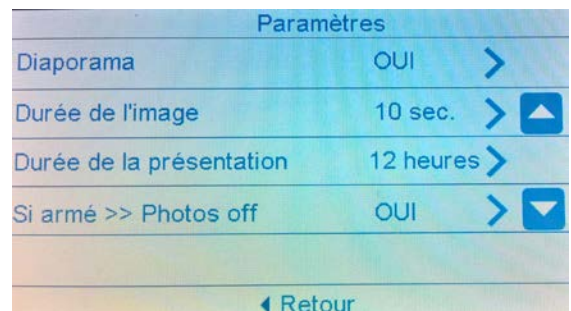 Paramètres
Diaporama OUI
Durée de l'image 10 sec.
Durée de la présentation 12 heures
Si armé >> Photos off OUI
Retour